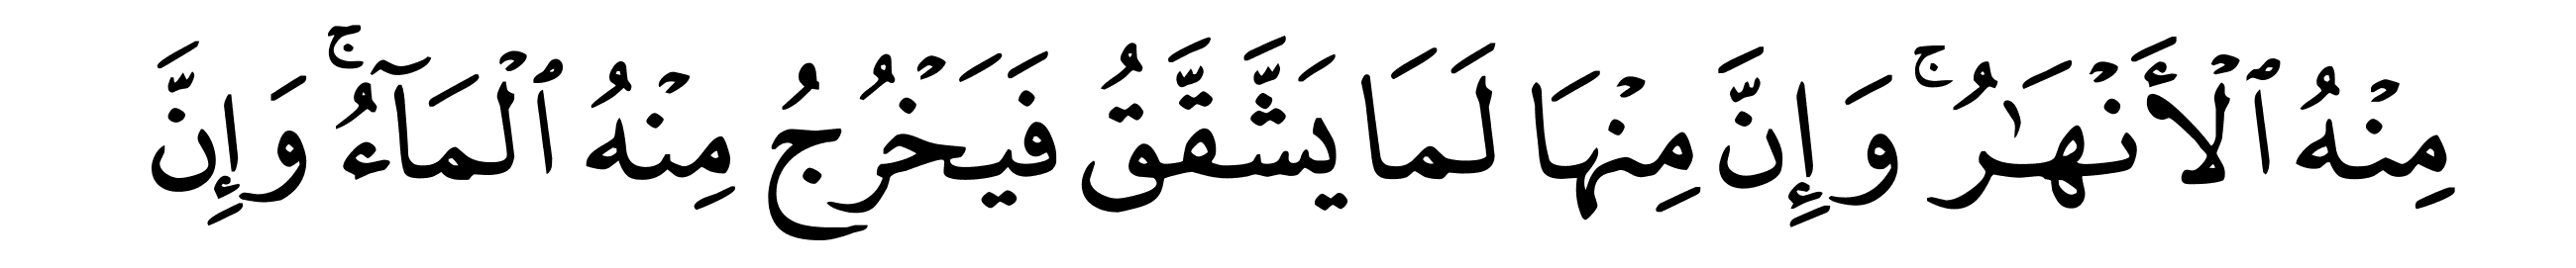 مِنْهُ ٱلْأَنْهَٰرُ ۚ وَإِنَّ مِنْهَا لَمَا يَشَّقَّقُ فَيَخْرُجُ مِنْهُ ٱلْمَآءُ ۚ وَإِنَّ